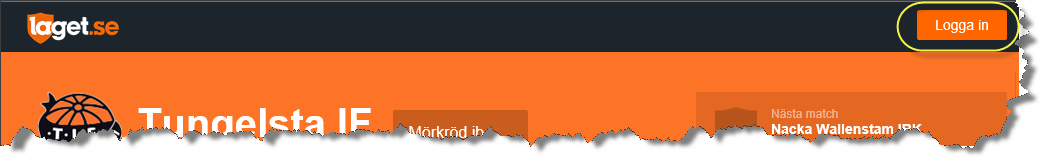 laget.se
Logga in
T.I.F
Tungelsta IF
Mörkröd ib
Nästa match
Nacka Wallenstam IBK